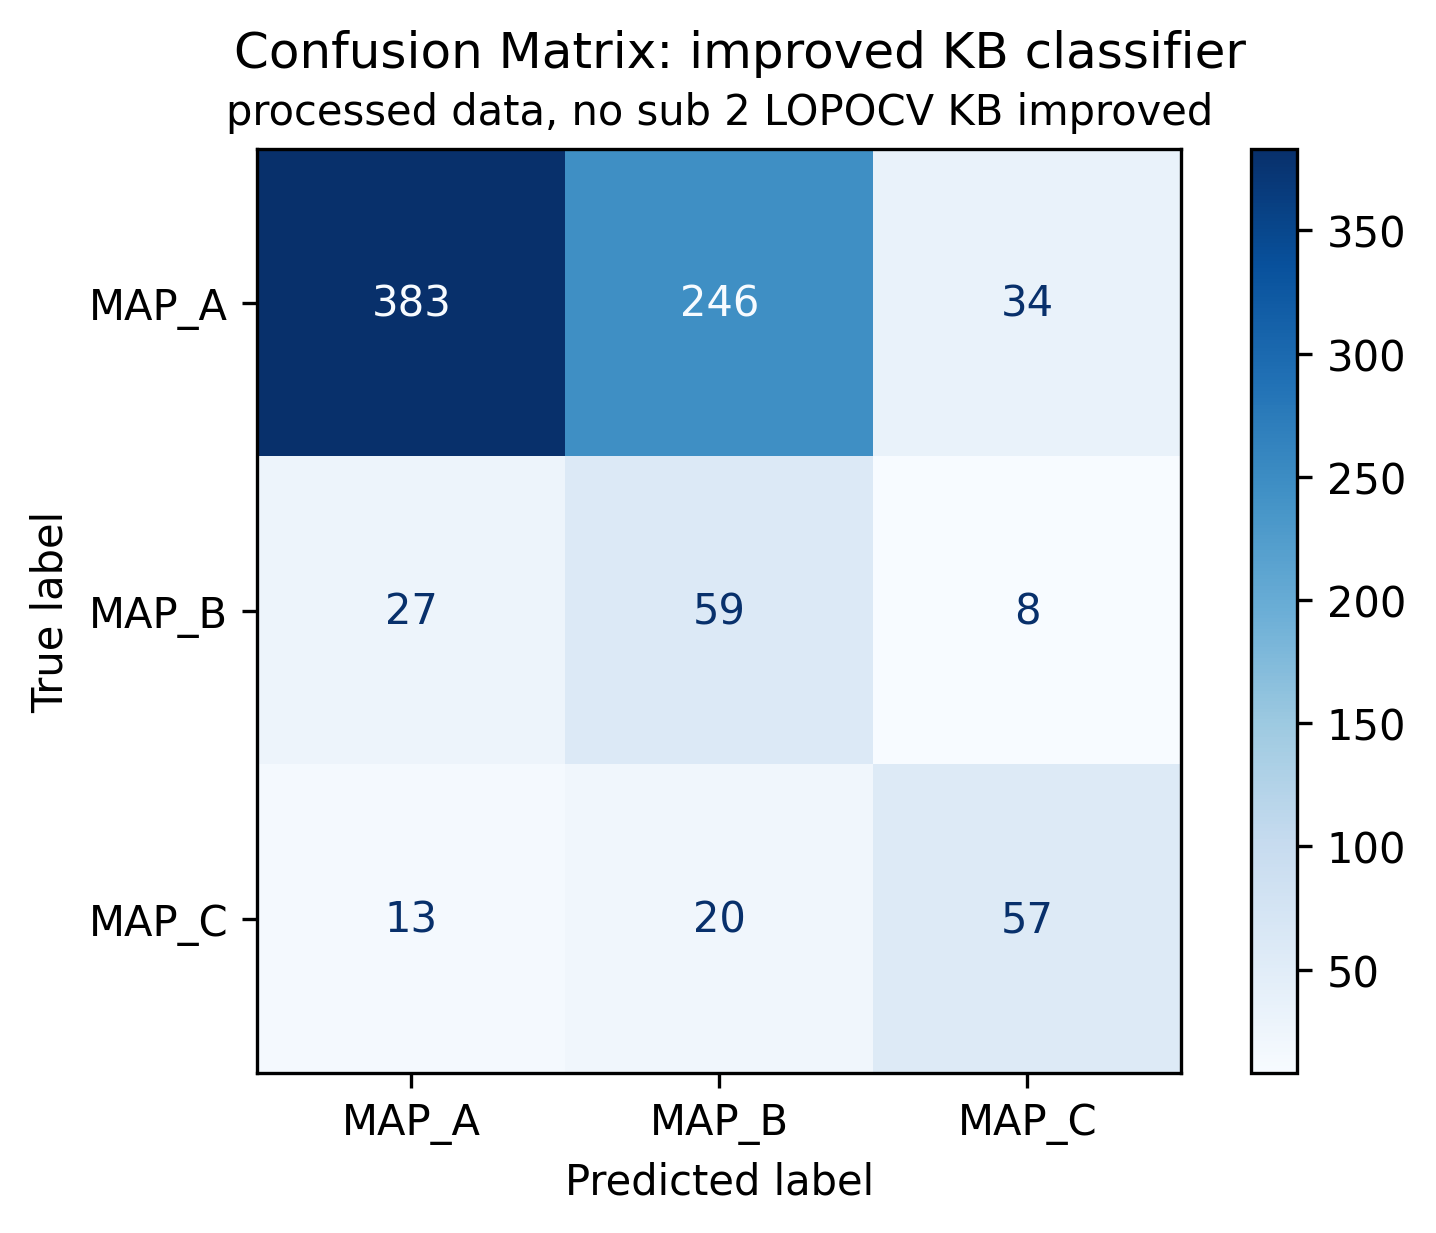 Confusion Matrix: improved KB classifier
processed data, no sub 2 LOPOCV KB improved
True label
MAP_A
383
246
34
MAP_B
27
59
8
MAP_C
13
20
57
MAP_A
MAP_B
MAP_C
Predicted label
350
300
250
200
150
100
50